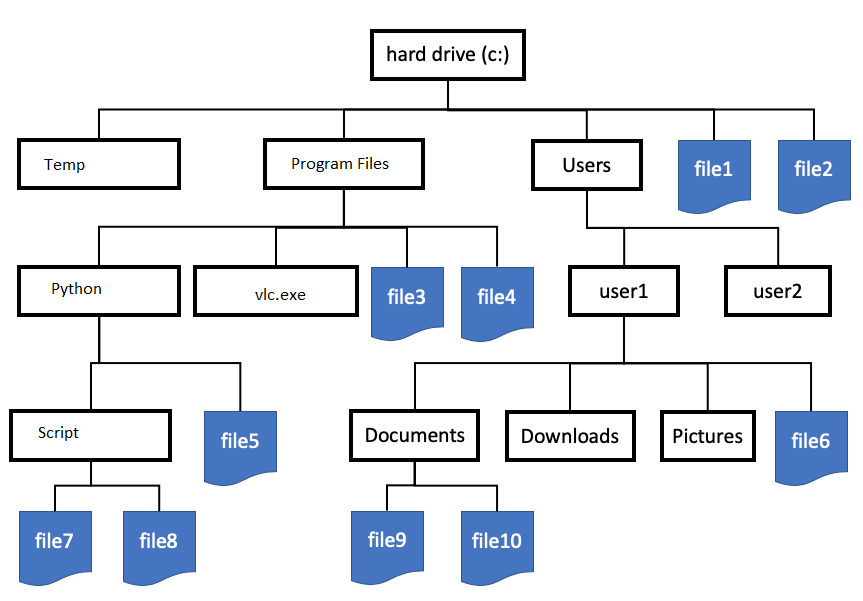 hard drive (c:)
Temp
Program Files
Users
file1
file2
Python
vlc.exe
file3
file4
user1
user2
Script
file5
Documents
Downloads
Pictures
file6
file7
file8
file9
file10